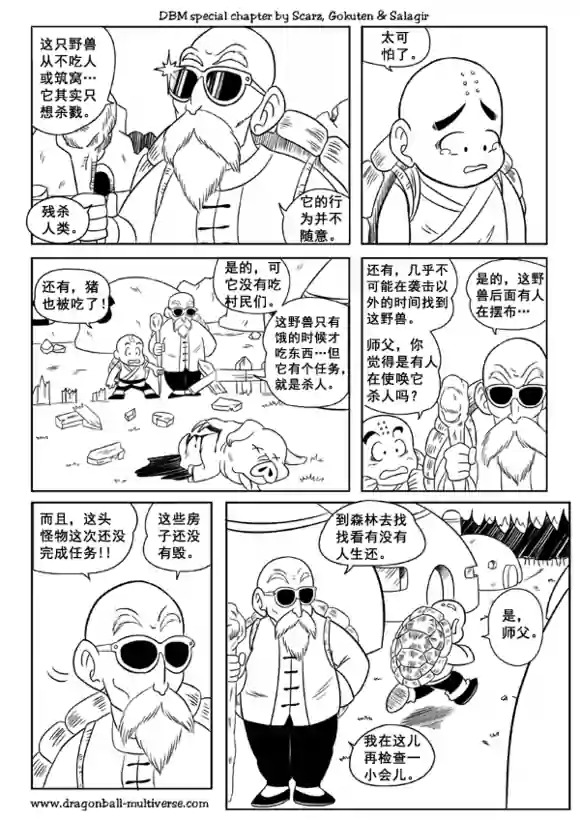 DBM special chapter by Scarz, Gokuten & Salagir
这只野兽
从不吃人
或筑窝…
它其实只
想杀戮。
残杀
人类。
它的行
为并不
随意。
太可
怕了。
还有，猪
也被吃了！
是的，可
它没有吃
村民们。
这野兽只有
饿的时候才
吃东西…但
它有个任务，
就是杀人。
还有，几乎不
可能在袭击以
外的时间找到
这野兽。
师父，你
觉得是有人
在使唤它
杀人吗？
是的，这野
兽后面有人
在摆布…
而且，这头
怪物这次还没
完成任务!!
这些房
子还没
有毁。
到森林去找
找看有没有
人生还。
是，
师父。
我在这儿
再检查一
小会儿。
www.dragonball-multiverse.com